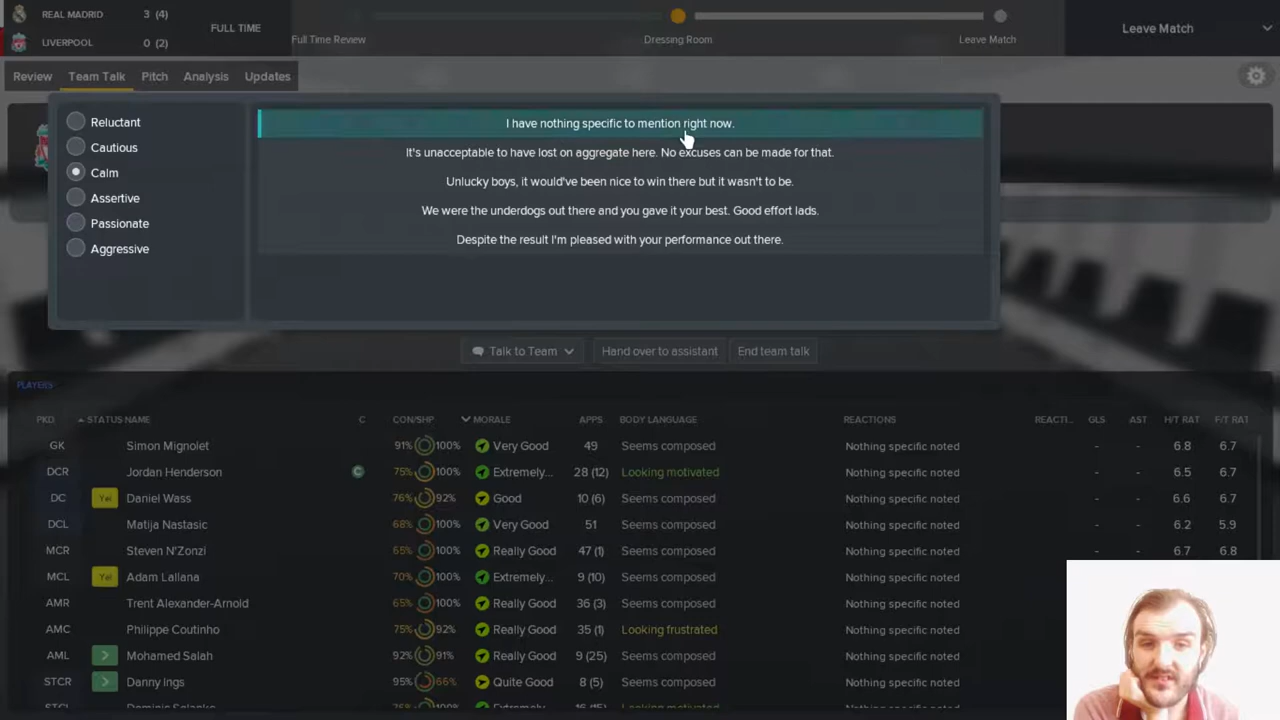 REAL MADRID 3 (4)
LIVERPOOL 0 (2)
FULL TIME
Full Time Review
Dressing Room
Leave Match
Leave Match
Review Team Talk Pitch Analysis Updates
Reluctant
Cautious
Calm
Assertive
Passionate
Aggressive
I have nothing specific to mention right now.
It's unacceptable to have lost on aggregate here. No excuses can be made for that.
Unlucky boys, it would've been nice to win there but it wasn't to be.
We were the underdogs out there and you gave it your best. Good effort lads.
Despite the result I'm pleased with your performance out there.
Talk to Team Hand over to assistant End team talk
PLAYERS
PKD STATUS NAME C CON/SHP MORALE APPS BODY LANGUAGE REACTIONS REACTI... GLS AST H/T RAT F/T RAT
GK Simon Mignolet 91% 100% Very Good 49 Seems composed Nothing specific noted - - 6.8 6.7
DCR Jordan Henderson C 75% 100% Extremely... 28 (12) Looking motivated Nothing specific noted - - 6.5 6.7
DC Yel Daniel Wass 76% 92% Good 10 (6) Seems composed Nothing specific noted - - 6.6 6.7
DCL Matija Nastasic 68% 100% Very Good 51 Seems composed Nothing specific noted - - 6.2 5.9
MCR Steven N'Zonzi 65% 100% Really Good 47 (1) Seems composed Nothing specific noted - - 6.7 6.8
MCL Yel Adam Lallana 70% 100% Extremely... 9 (10) Seems composed Nothing specific noted
AMR Trent Alexander-Arnold 65% 100% Really Good 36 (3) Seems composed Nothing specific noted
AMC Philippe Coutinho 75% 92% Really Good 35 (1) Looking frustrated Nothing specific noted
AML Mohamed Salah 92% 91% Really Good 9 (25) Seems composed Nothing specific noted
STCR Danny Ings 95% 66% Quite Good 8 (5) Seems composed Nothing specific noted